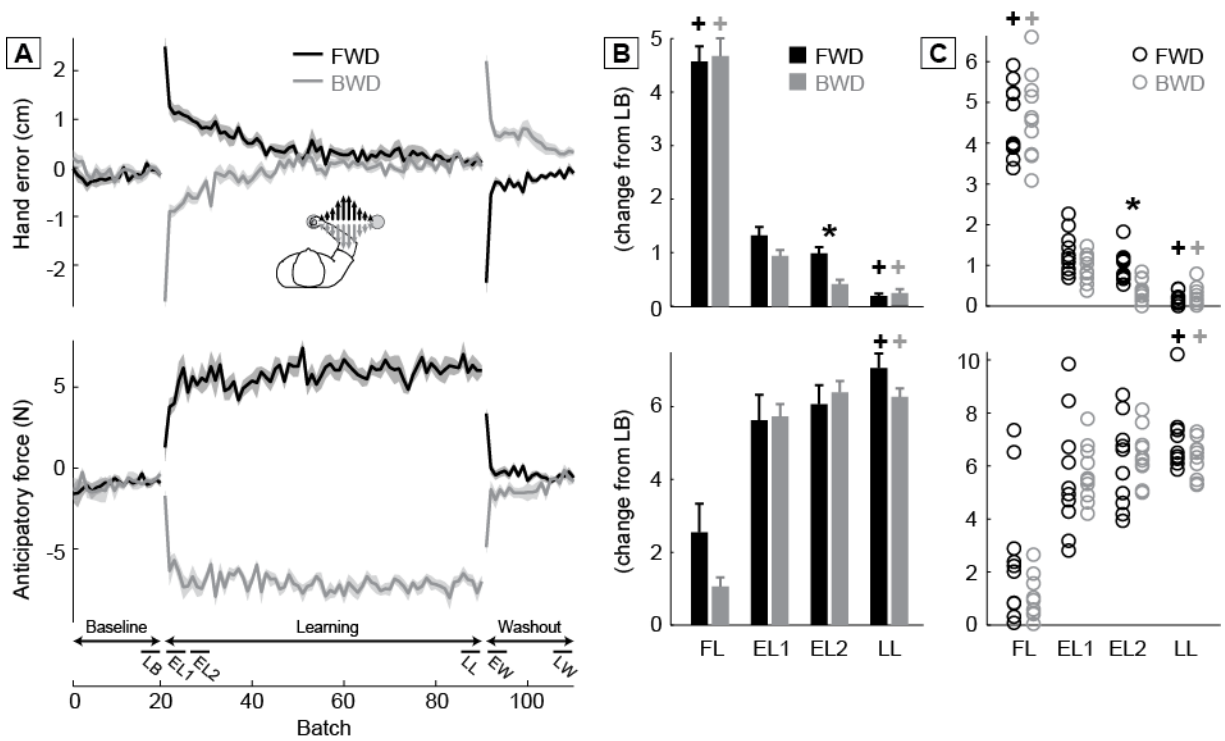 A
FWD
BWD
Hand error (cm)
2
1
0
-1
-2
Anticipatory force (N)
5
0
-5
Baseline
Learning
Washout
LB
EL1
EL2
LL
EW
LW
0 20 40 60 80 100
Batch
B
+ +
FWD
BWD
(change from LB)
5
4
3
2
1
0
*
+ +
(change from LB)
6
4
2
0
+ +
FL EL1 EL2 LL
C
+ +
FWD
BWD
6
5
4
3
2
1
0
*
+ +
10
8
6
4
2
0
+ +
FL EL1 EL2 LL